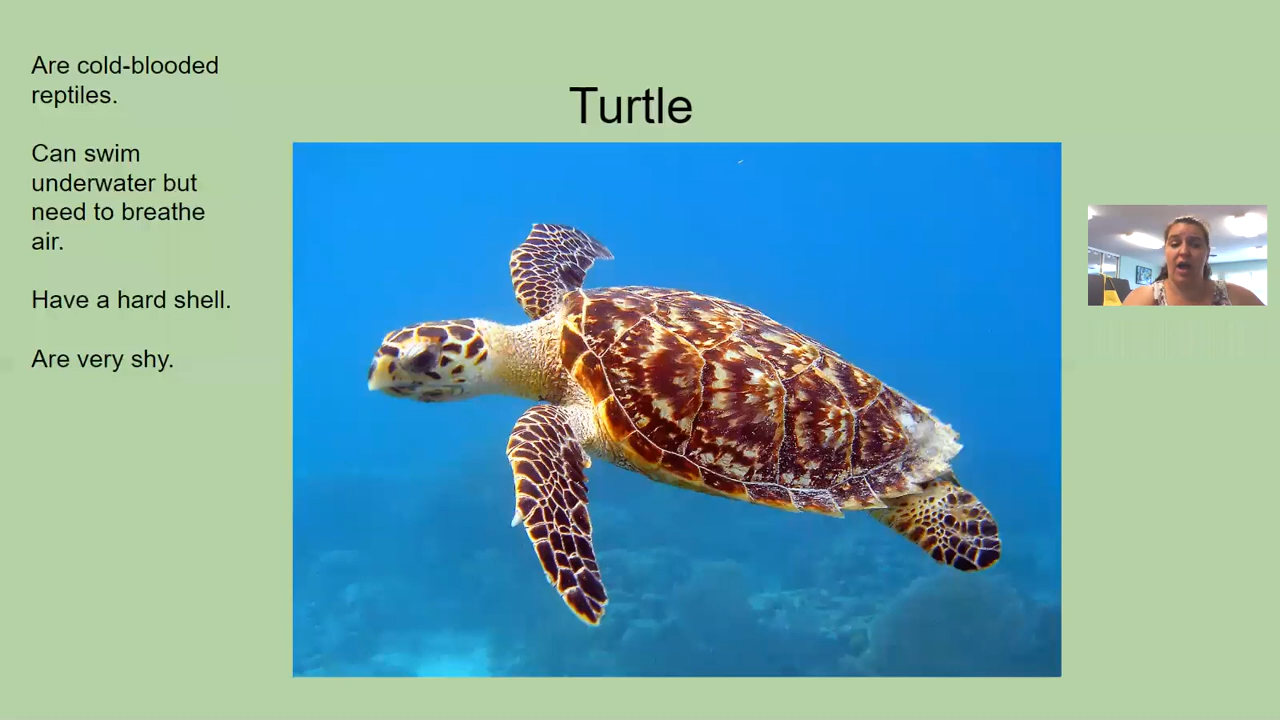 Are cold-blooded
reptiles.
Turtle
Can swim
underwater but
need to breathe
air.
Have a hard shell.
Are very shy.